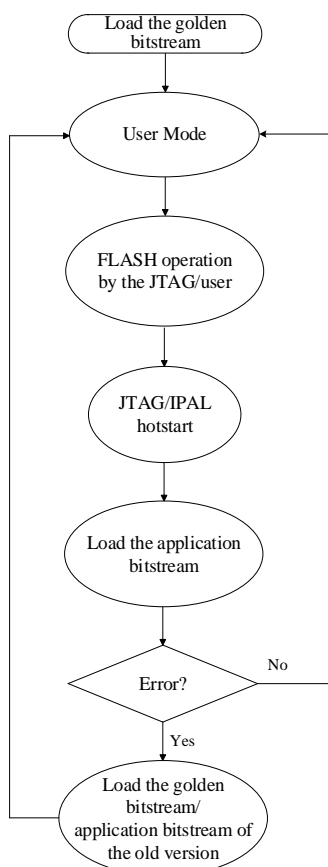 Load the golden
bitstream
User Mode
FLASH operation
by the JTAG/user
JTAG/IPAL
hotstart
Load the application
bitstream
Error?
No
Yes
Load the golden
bitstream/
application bitstream of
the old version